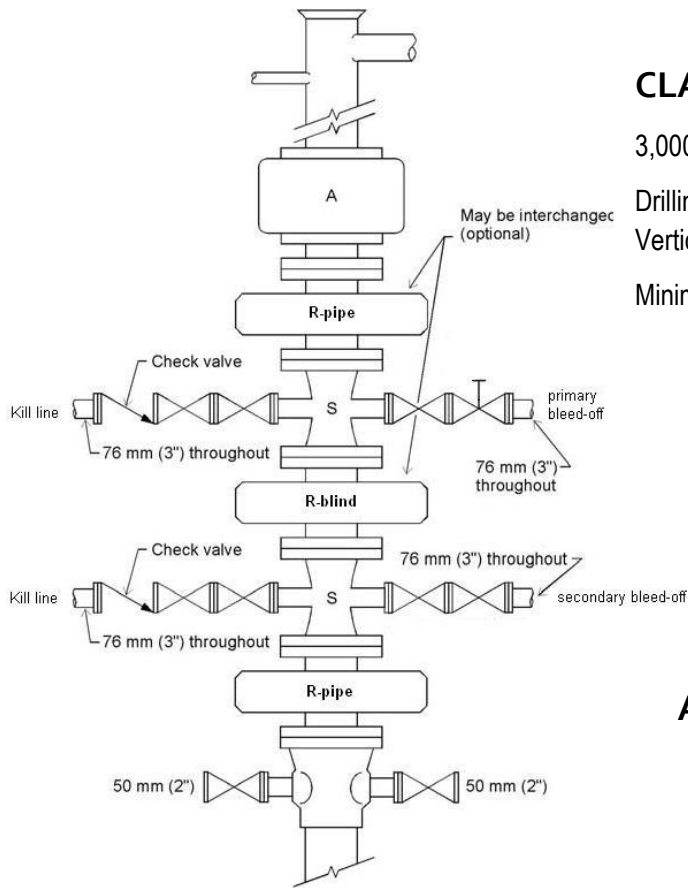 CLA
3,000
Drillin
Vertic
Minin
A
May be interchanged
(optional)
R-pipe
Check valve
Kill line
S
primary
bleed-off
76 mm (3") throughout
76 mm (3")
throughout
R-blind
Check valve
76 mm (3") throughout
Kill line
S
secondary bleed-off
76 mm (3") throughout
R-pipe
A
50 mm (2")
50 mm (2")